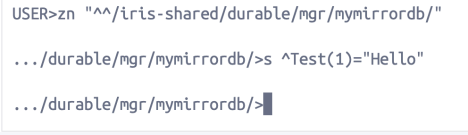 USER>zn "^^/iris-shared/durable/mgr/mymirrordb/"
.../durable/mgr/mymirrordb/>s ^Test(1)="Hello"
.../durable/mgr/mymirrordb/>